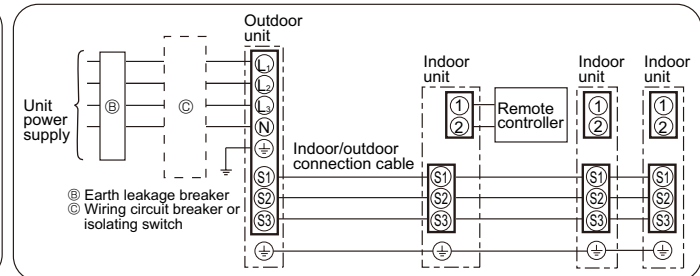 Outdoor
unit
Unit
power
supply
Ⓑ
Ⓒ
L1
L2
L3
N
S1
S2
S3
Ⓑ Earth leakage breaker
Ⓒ Wiring circuit breaker or
isolating switch
Indoor/outdoor
connection cable
Indoor
unit
1
2
Remote
controller
S1
S2
S3
Indoor
unit
1
2
S1
S2
S3
Indoor
unit
1
2
S1
S2
S3